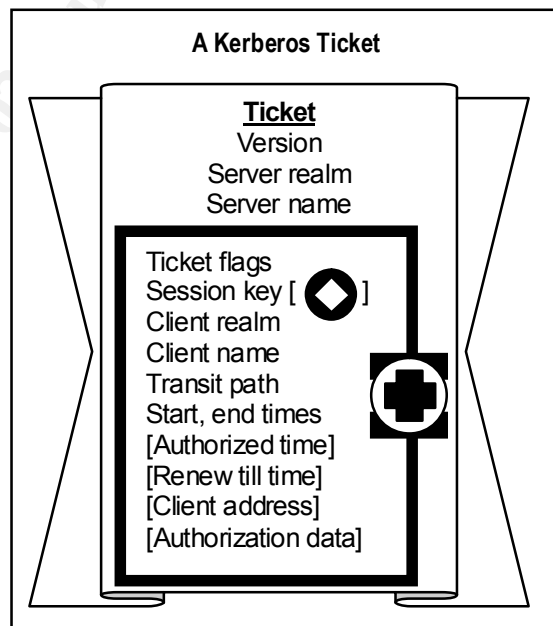 A Kerberos Ticket
Ticket
Version
Server realm
Server name
Ticket flags
Session key [ ]
Client realm
Client name
Transit path
Start, end times
[Authorized time]
[Renew till time]
[Client address]
[Authorization data]